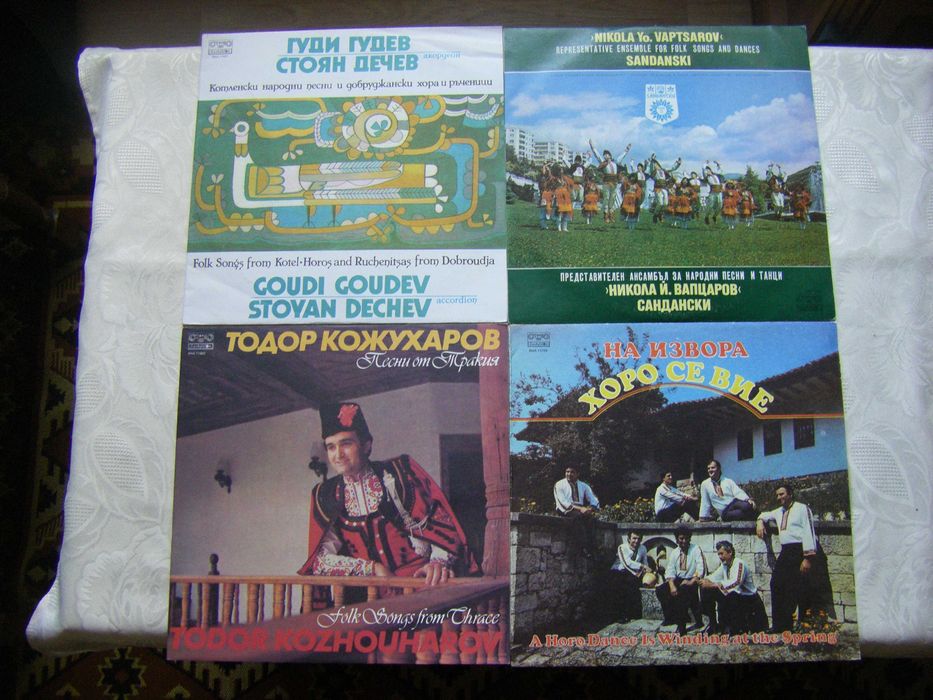 ГУДИ ГУДЕВ
СТОЯН ДЕЧЕВ акордеон
Котленски народни песни и добруджански хора и ръченици
Folk Songs from Kotel·Horos and Ruchenitsas from Dobroudja
GOUDI GOUDEV
STOYAN DECHEV accordion
›NIKOLA Yo. VAPTSAROV‹
REPRESENTATIVE ENSEMBLE FOR FOLK SONGS AND DANCES
SANDANSKI
ПРЕДСТАВИТЕЛЕН АНСАМБЪЛ ЗА НАРОДНИ ПЕСНИ И ТАНЦИ
›НИКОЛА Й. ВАПЦАРОВ‹
САНДАНСКИ
ТОДОР КОЖУХАРОВ
Песни от Тракия
Folk Songs from Thrace
TODOR KOZHOUHAROV
НА ИЗВОРА
ХОРО СЕ ВИЕ
A Horo Dance Is Winding at the Spring